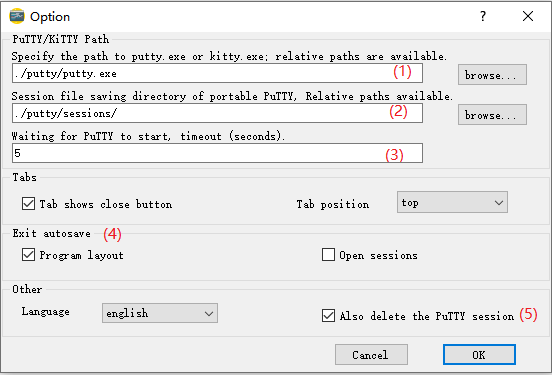 Option
PuTTY/KiTTY Path
Specify the path to putty.exe or kitty.exe; relative paths are available.
./putty/putty.exe (1) browse...
Session file saving directory of portable PuTTY, Relative paths available.
./putty/sessions/ (2) browse...
Waiting for PuTTY to start, timeout (seconds).
5 (3)
Tabs
Tab shows close button Tab position top
Exit autosave (4)
Program layout Open sessions
Other
Language english Also delete the PuTTY session (5)
Cancel OK